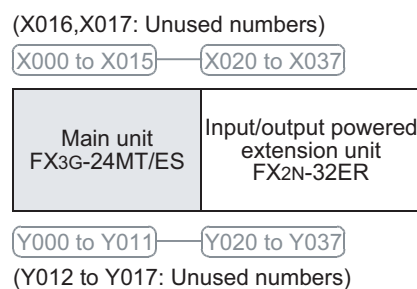 (X016,X017: Unused numbers)
X000 to X015 X020 to X037
Main unit
FX3G-24MT/ES
Input/output powered
extension unit
FX2N-32ER
Y000 to Y011 Y020 to Y037
(Y012 to Y017: Unused numbers)